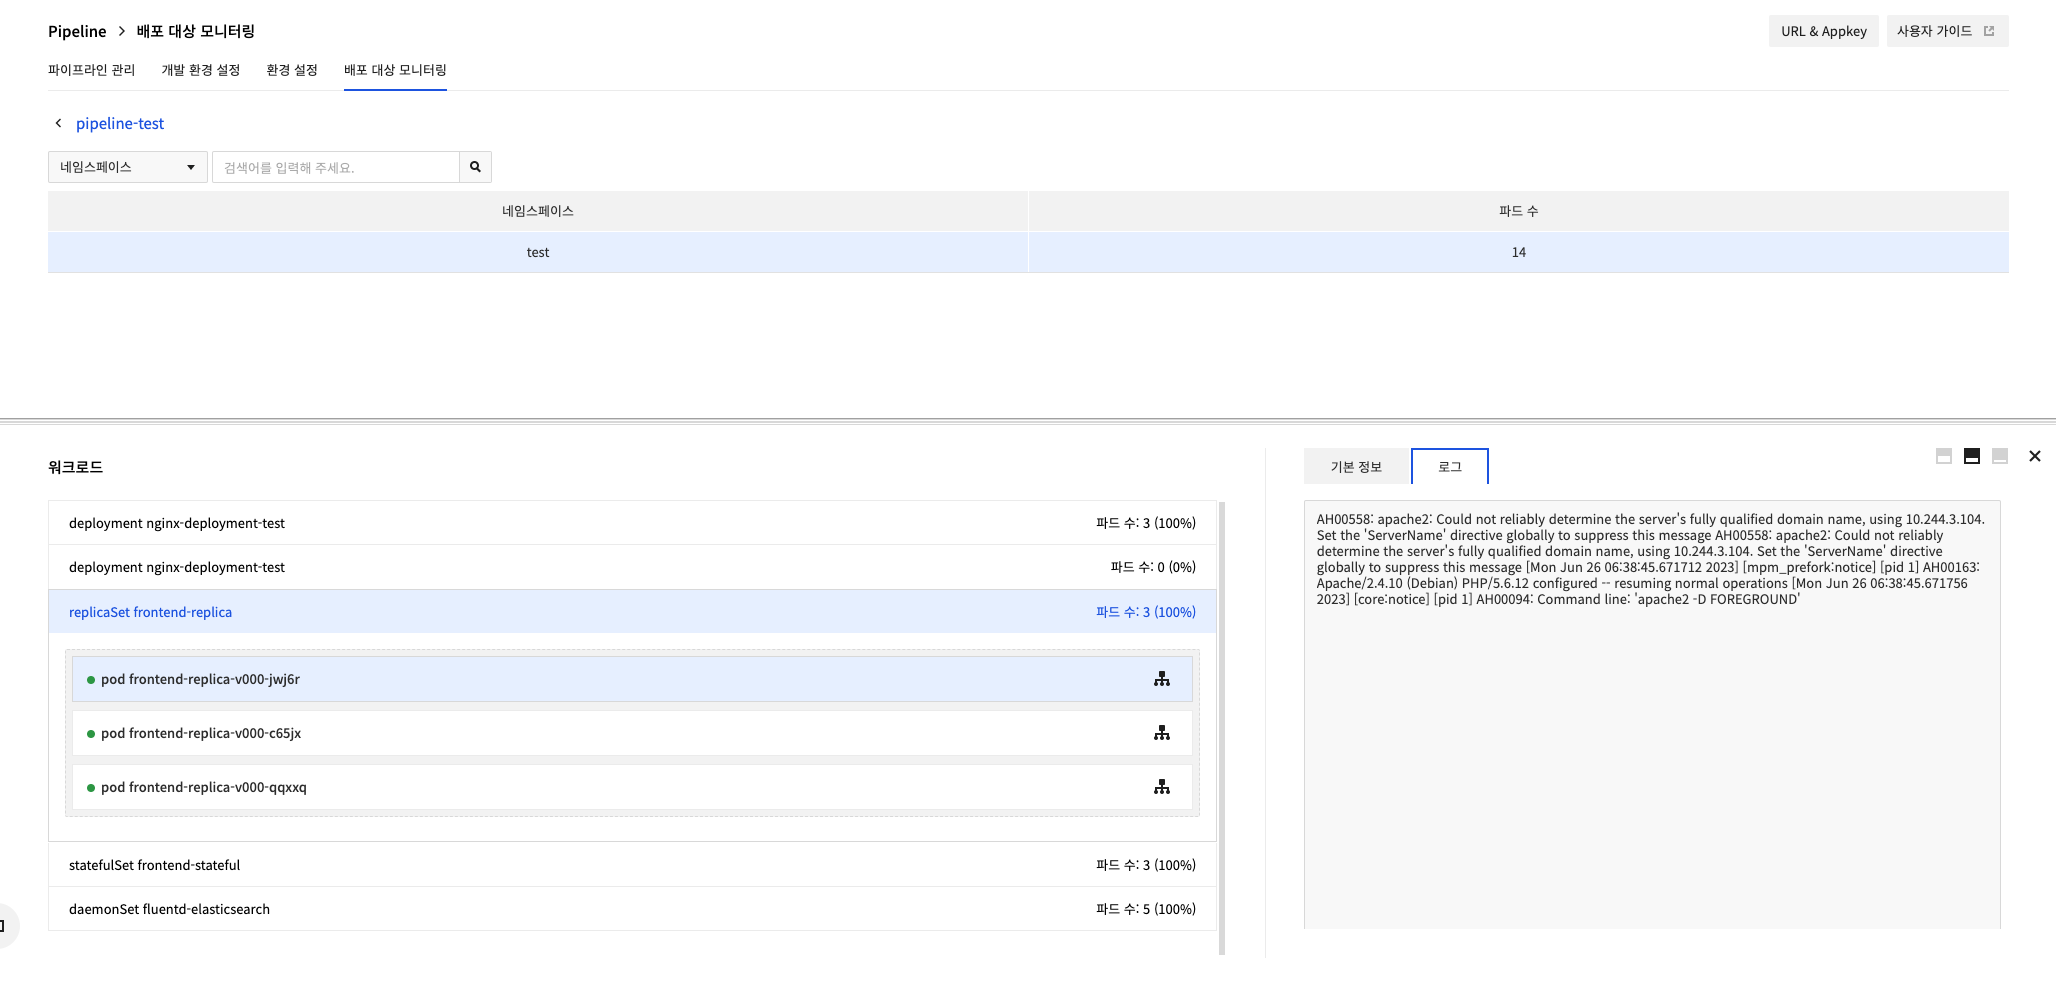 Pipeline > 배포 대상 모니터링
URL & Appkey
사용자 가이드
파이프라인 관리
개발 환경 설정
환경 설정
배포 대상 모니터링
pipeline-test
네임스페이스
검색어를 입력해 주세요.
네임스페이스
파드 수
test
14
워크로드
deployment nginx-deployment-test
파드 수: 3 (100%)
deployment nginx-deployment-test
파드 수: 0 (0%)
replicaSet frontend-replica
파드 수: 3 (100%)
pod frontend-replica-v000-jwj6r
pod frontend-replica-v000-c65jx
pod frontend-replica-v000-qqxxq
statefulSet frontend-stateful
파드 수: 3 (100%)
daemonSet fluentd-elasticsearch
파드 수: 5 (100%)
기본 정보
로그
AH00558: apache2: Could not reliably determine the server's fully qualified domain name, using 10.244.3.104.
Set the 'ServerName' directive globally to suppress this message AH00558: apache2: Could not reliably
determine the server's fully qualified domain name, using 10.244.3.104. Set the 'ServerName' directive
globally to suppress this message [Mon Jun 26 06:38:45.671712 2023] [mpm_prefork:notice] [pid 1] AH00163:
Apache/2.4.10 (Debian) PHP/5.6.12 configured -- resuming normal operations [Mon Jun 26 06:38:45.671756
2023] [core:notice] [pid 1] AH00094: Command line: 'apache2 -D FOREGROUND'